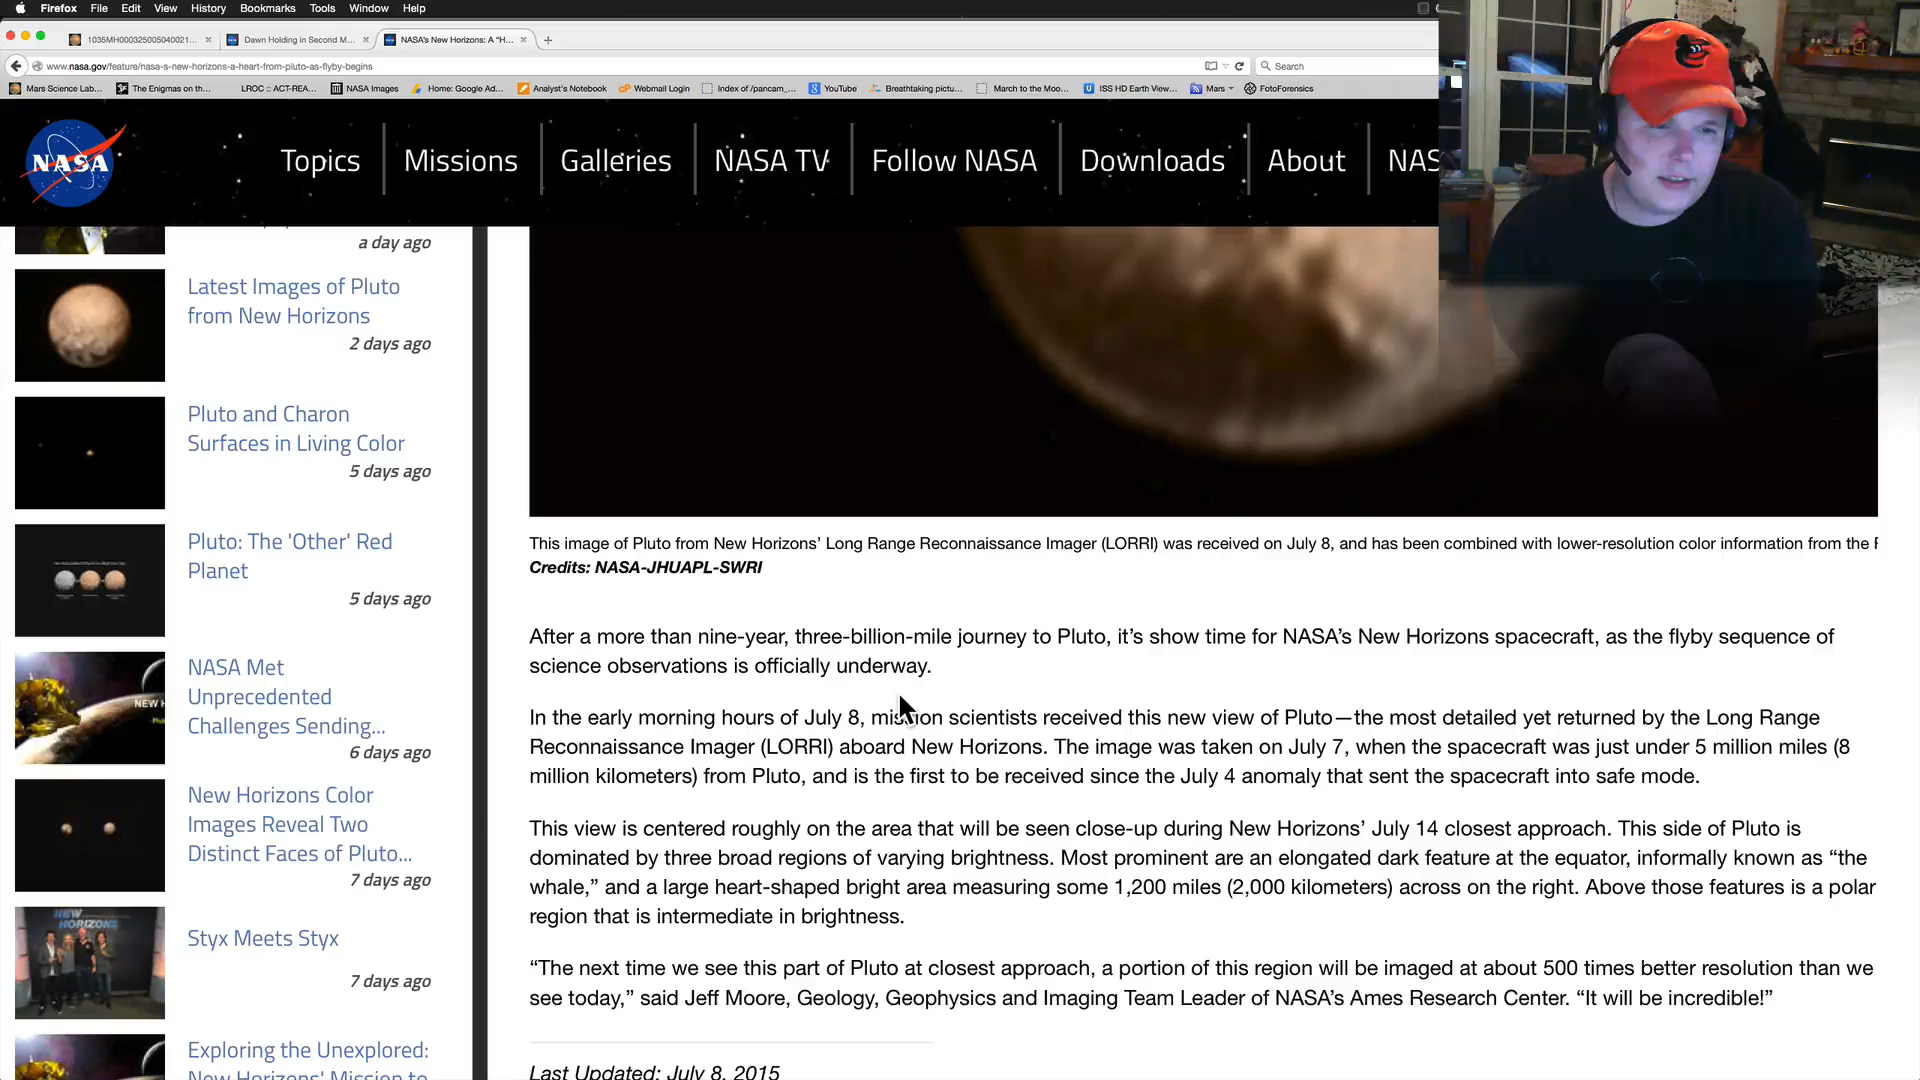 Firefox File Edit View History Bookmarks Tools Window Help
1035MH000325005040021... Dawn Holding in Second M... NASA's New Horizons: A "H...
www.nasa.gov/feature/nasa-s-new-horizons-a-heart-from-pluto-as-flyby-begins Search
Mars Science Lab... The Enigmas on th... LROC :: ACT-REA... NASA Images Home: Google Ad... Analyst's Notebook Webmail Login Index of /pancam_... YouTube Breathtaking pictu... March to the Moo... ISS HD Earth View... Mars FotoForensics
NASA Topics Missions Galleries NASA TV Follow NASA Downloads About NAS
a day ago
Latest Images of Pluto
from New Horizons
2 days ago
Pluto and Charon
Surfaces in Living Color
5 days ago
Pluto: The 'Other' Red
Planet
5 days ago
NASA Met
Unprecedented
Challenges Sending...
6 days ago
New Horizons Color
Images Reveal Two
Distinct Faces of Pluto...
7 days ago
NEW
HORIZONS
Styx Meets Styx
7 days ago
Exploring the Unexplored:
New Horizons' Mission to
This image of Pluto from New Horizons’ Long Range Reconnaissance Imager (LORRI) was received on July 8, and has been combined with lower-resolution color information from the
Credits: NASA-JHUAPL-SWRI
After a more than nine-year, three-billion-mile journey to Pluto, it’s show time for NASA’s New Horizons spacecraft, as the flyby sequence of
science observations is officially underway.
In the early morning hours of July 8, mission scientists received this new view of Pluto—the most detailed yet returned by the Long Range
Reconnaissance Imager (LORRI) aboard New Horizons. The image was taken on July 7, when the spacecraft was just under 5 million miles (8
million kilometers) from Pluto, and is the first to be received since the July 4 anomaly that sent the spacecraft into safe mode.
This view is centered roughly on the area that will be seen close-up during New Horizons’ July 14 closest approach. This side of Pluto is
dominated by three broad regions of varying brightness. Most prominent are an elongated dark feature at the equator, informally known as “the
whale,” and a large heart-shaped bright area measuring some 1,200 miles (2,000 kilometers) across on the right. Above those features is a polar
region that is intermediate in brightness.
“The next time we see this part of Pluto at closest approach, a portion of this region will be imaged at about 500 times better resolution than we
see today,” said Jeff Moore, Geology, Geophysics and Imaging Team Leader of NASA’s Ames Research Center. “It will be incredible!”
Last Updated: July 8, 2015